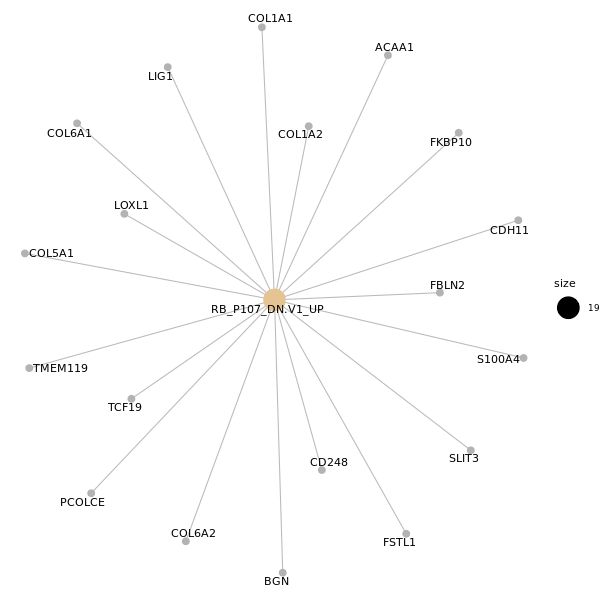 COL1A1
ACAA1
LIG1
COL6A1
COL1A2
FKBP10
LOXL1
CDH11
COL5A1
FBLN2
size
RB_P107_DN.V1_UP
19
S100A4
TMEM119
TCF19
SLIT3
CD248
PCOLCE
COL6A2
FSTL1
BGN